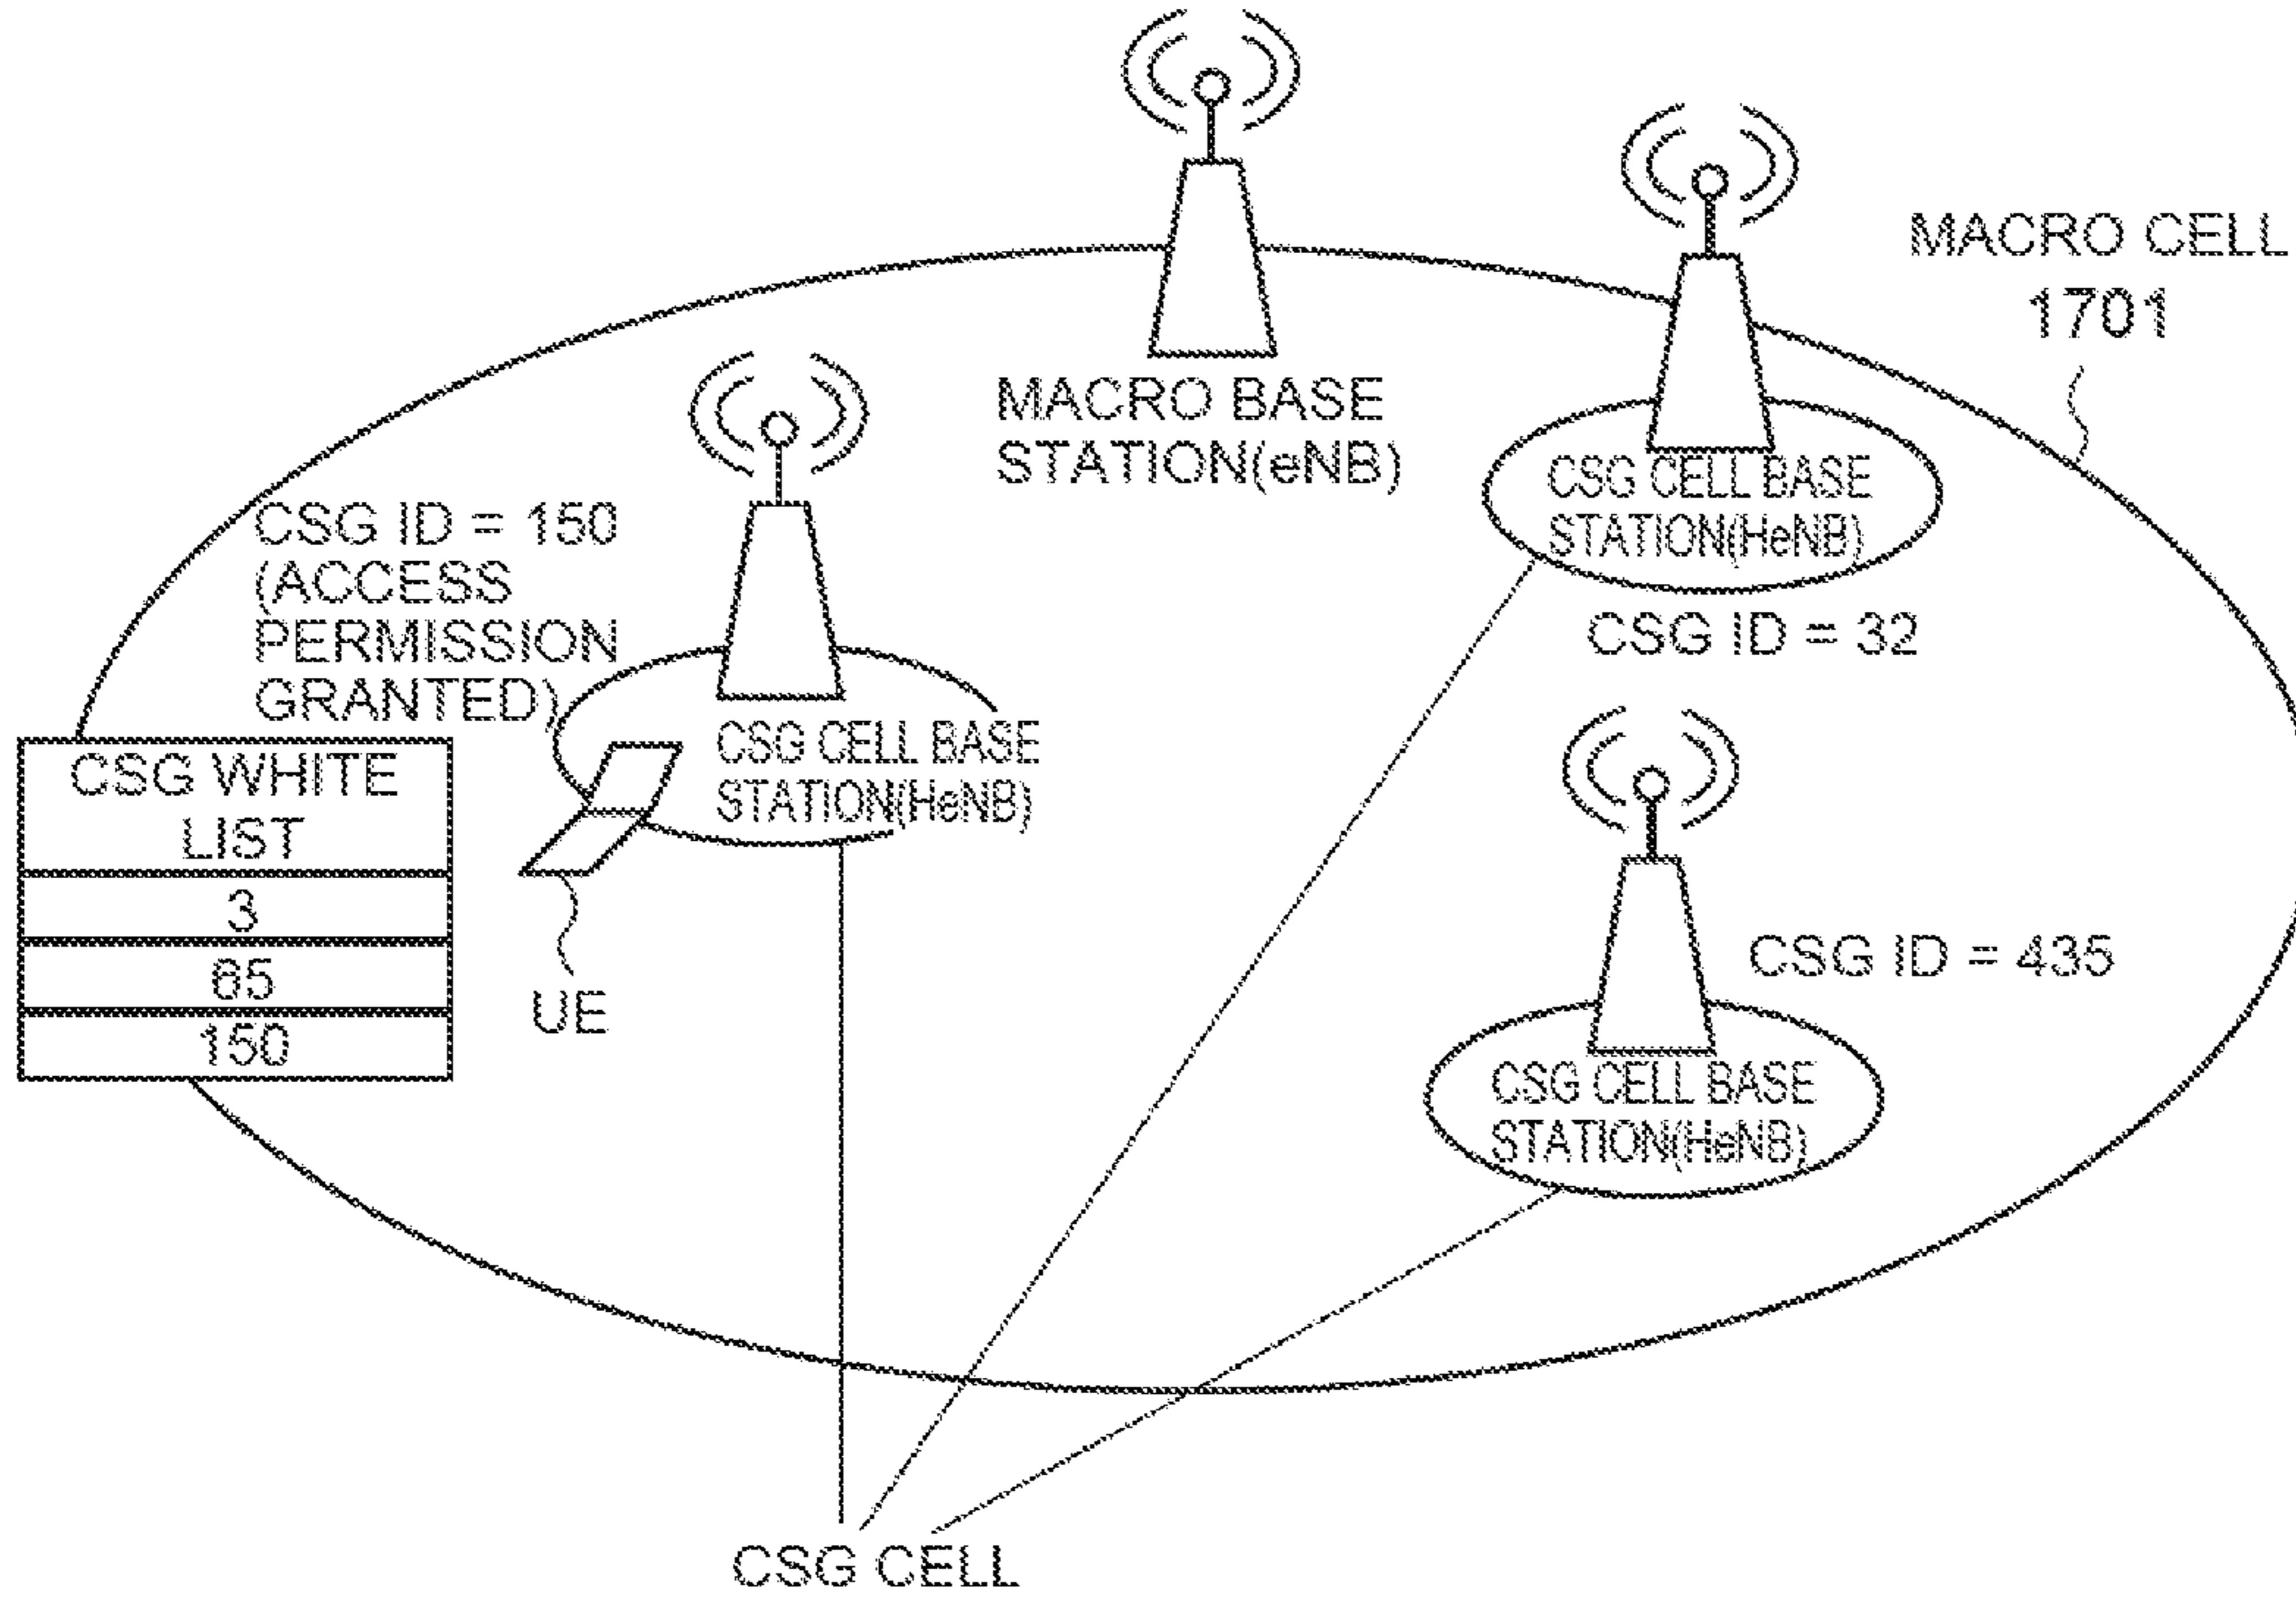 MACRO CELL
1701
MACRO BASE
STATION(eNB)
CSG CELL BASE
STATION(HeNB)
CSG ID = 32
CSG ID = 150
(ACCESS
PERMISSION
GRANTED)
CSG CELL BASE
STATION(HeNB)
CSG WHITE
LIST
3
65
150
UE
CSG ID = 435
CSG CELL BASE
STATION(HeNB)
CSG CELL